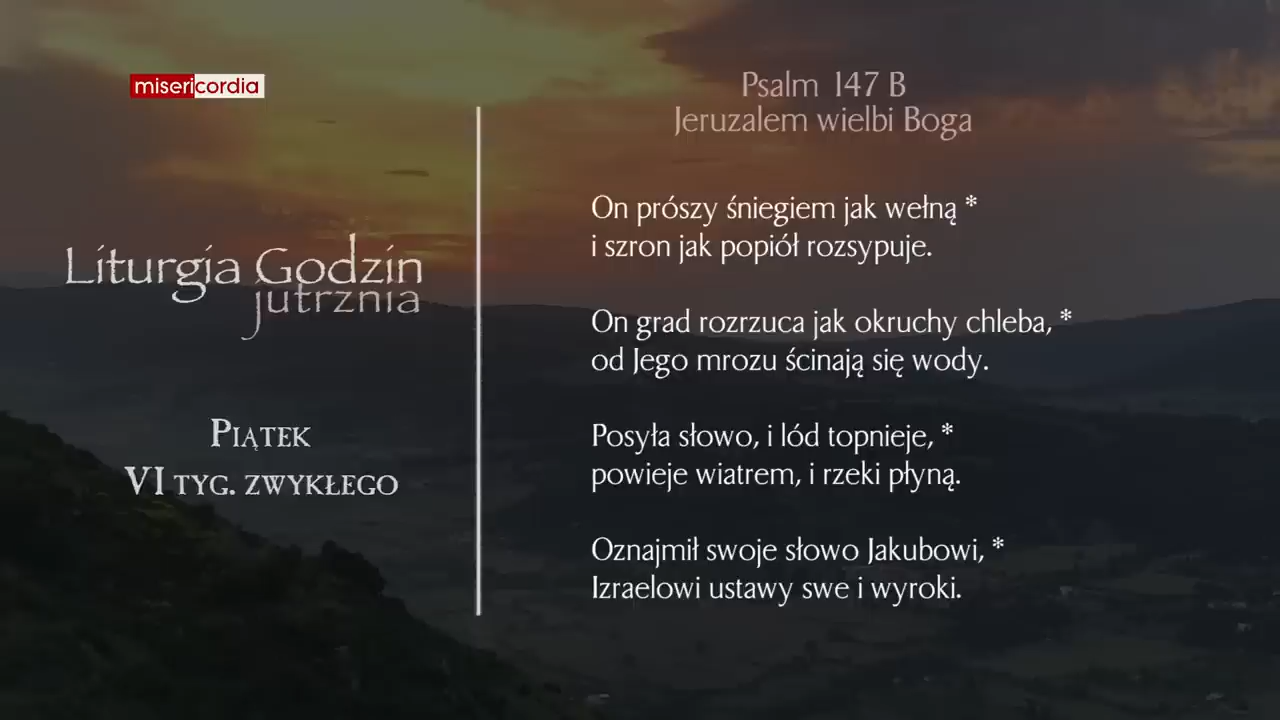 misericordia
Liturgia Godzin
jutrznia
Piątek
VI tyg. zwykłego
Psalm 147 B
Jeruzalem wielbi Boga
On prószy śniegiem jak wełną *
i szron jak popiół rozsypuje.
On grad rozrzuca jak okruchy chleba, *
od Jego mrozu ścinają się wody.
Posyła słowo, i lód topnieje, *
powieje wiatrem, i rzeki płyną.
Oznajmił swoje słowo Jakubowi, *
Izraelowi ustawy swe i wyroki.